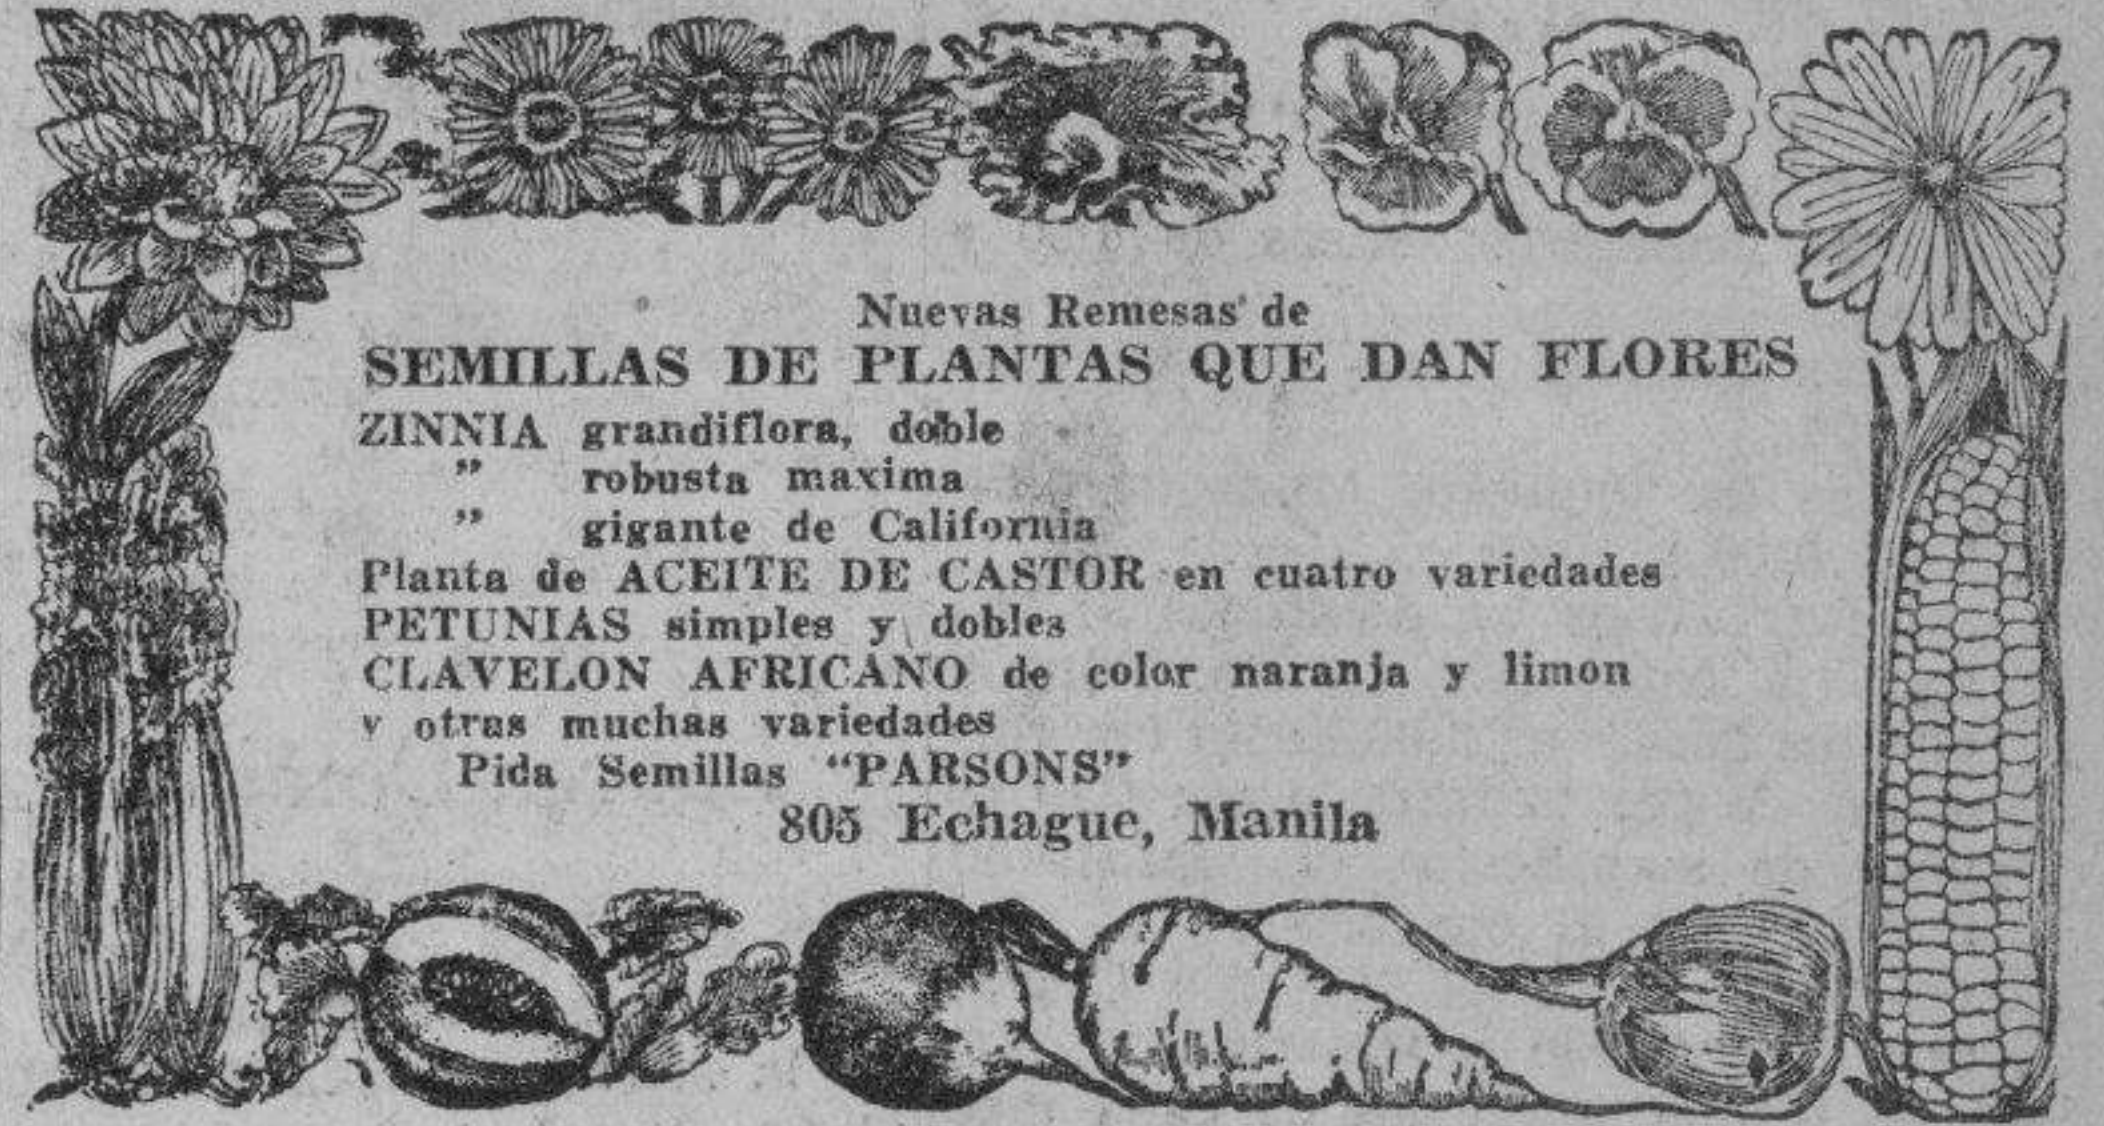 Nuevas Remesas de
SEMILLAS DE PLANTAS QUE DAN FLORES
ZINNIA grandiflora, doble
” robusta maxima
” gigante de California
Planta de ACEITE DE CASTOR en cuatro variedades
PETUNIAS simples y dobles
CLAVELON AFRICANO de color naranja y limon
y otras muchas variedades
Pida Semillas “PARSONS”
805 Echague, Manila